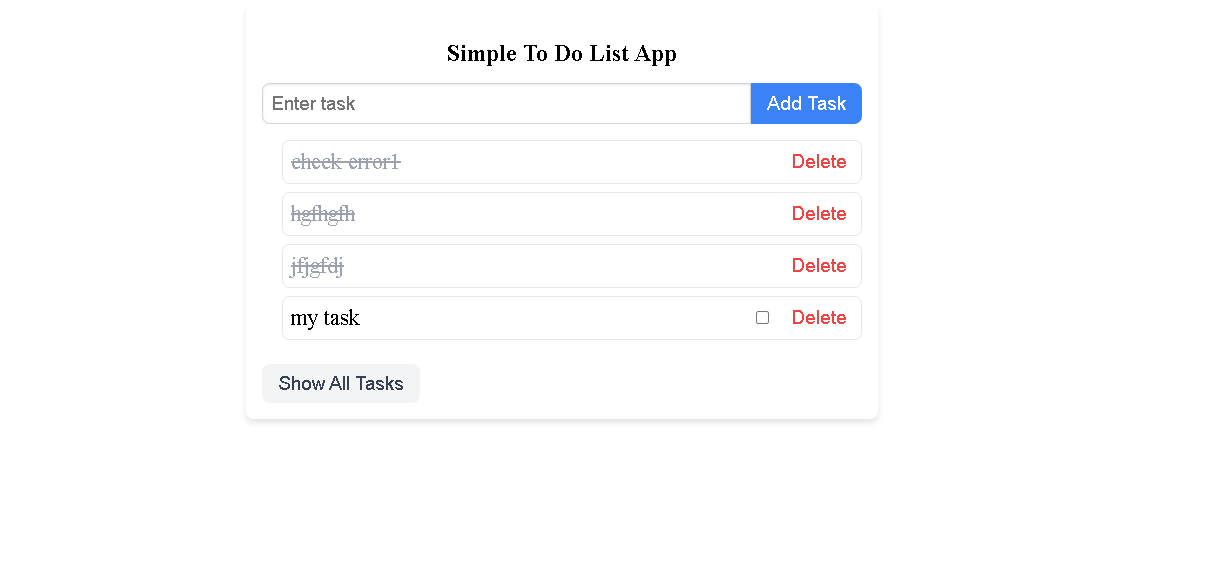 Simple To Do List App
Enter task Add Task
check error1 Delete
hgfhgfh Delete
jfjgfdj Delete
my task Delete
Show All Tasks